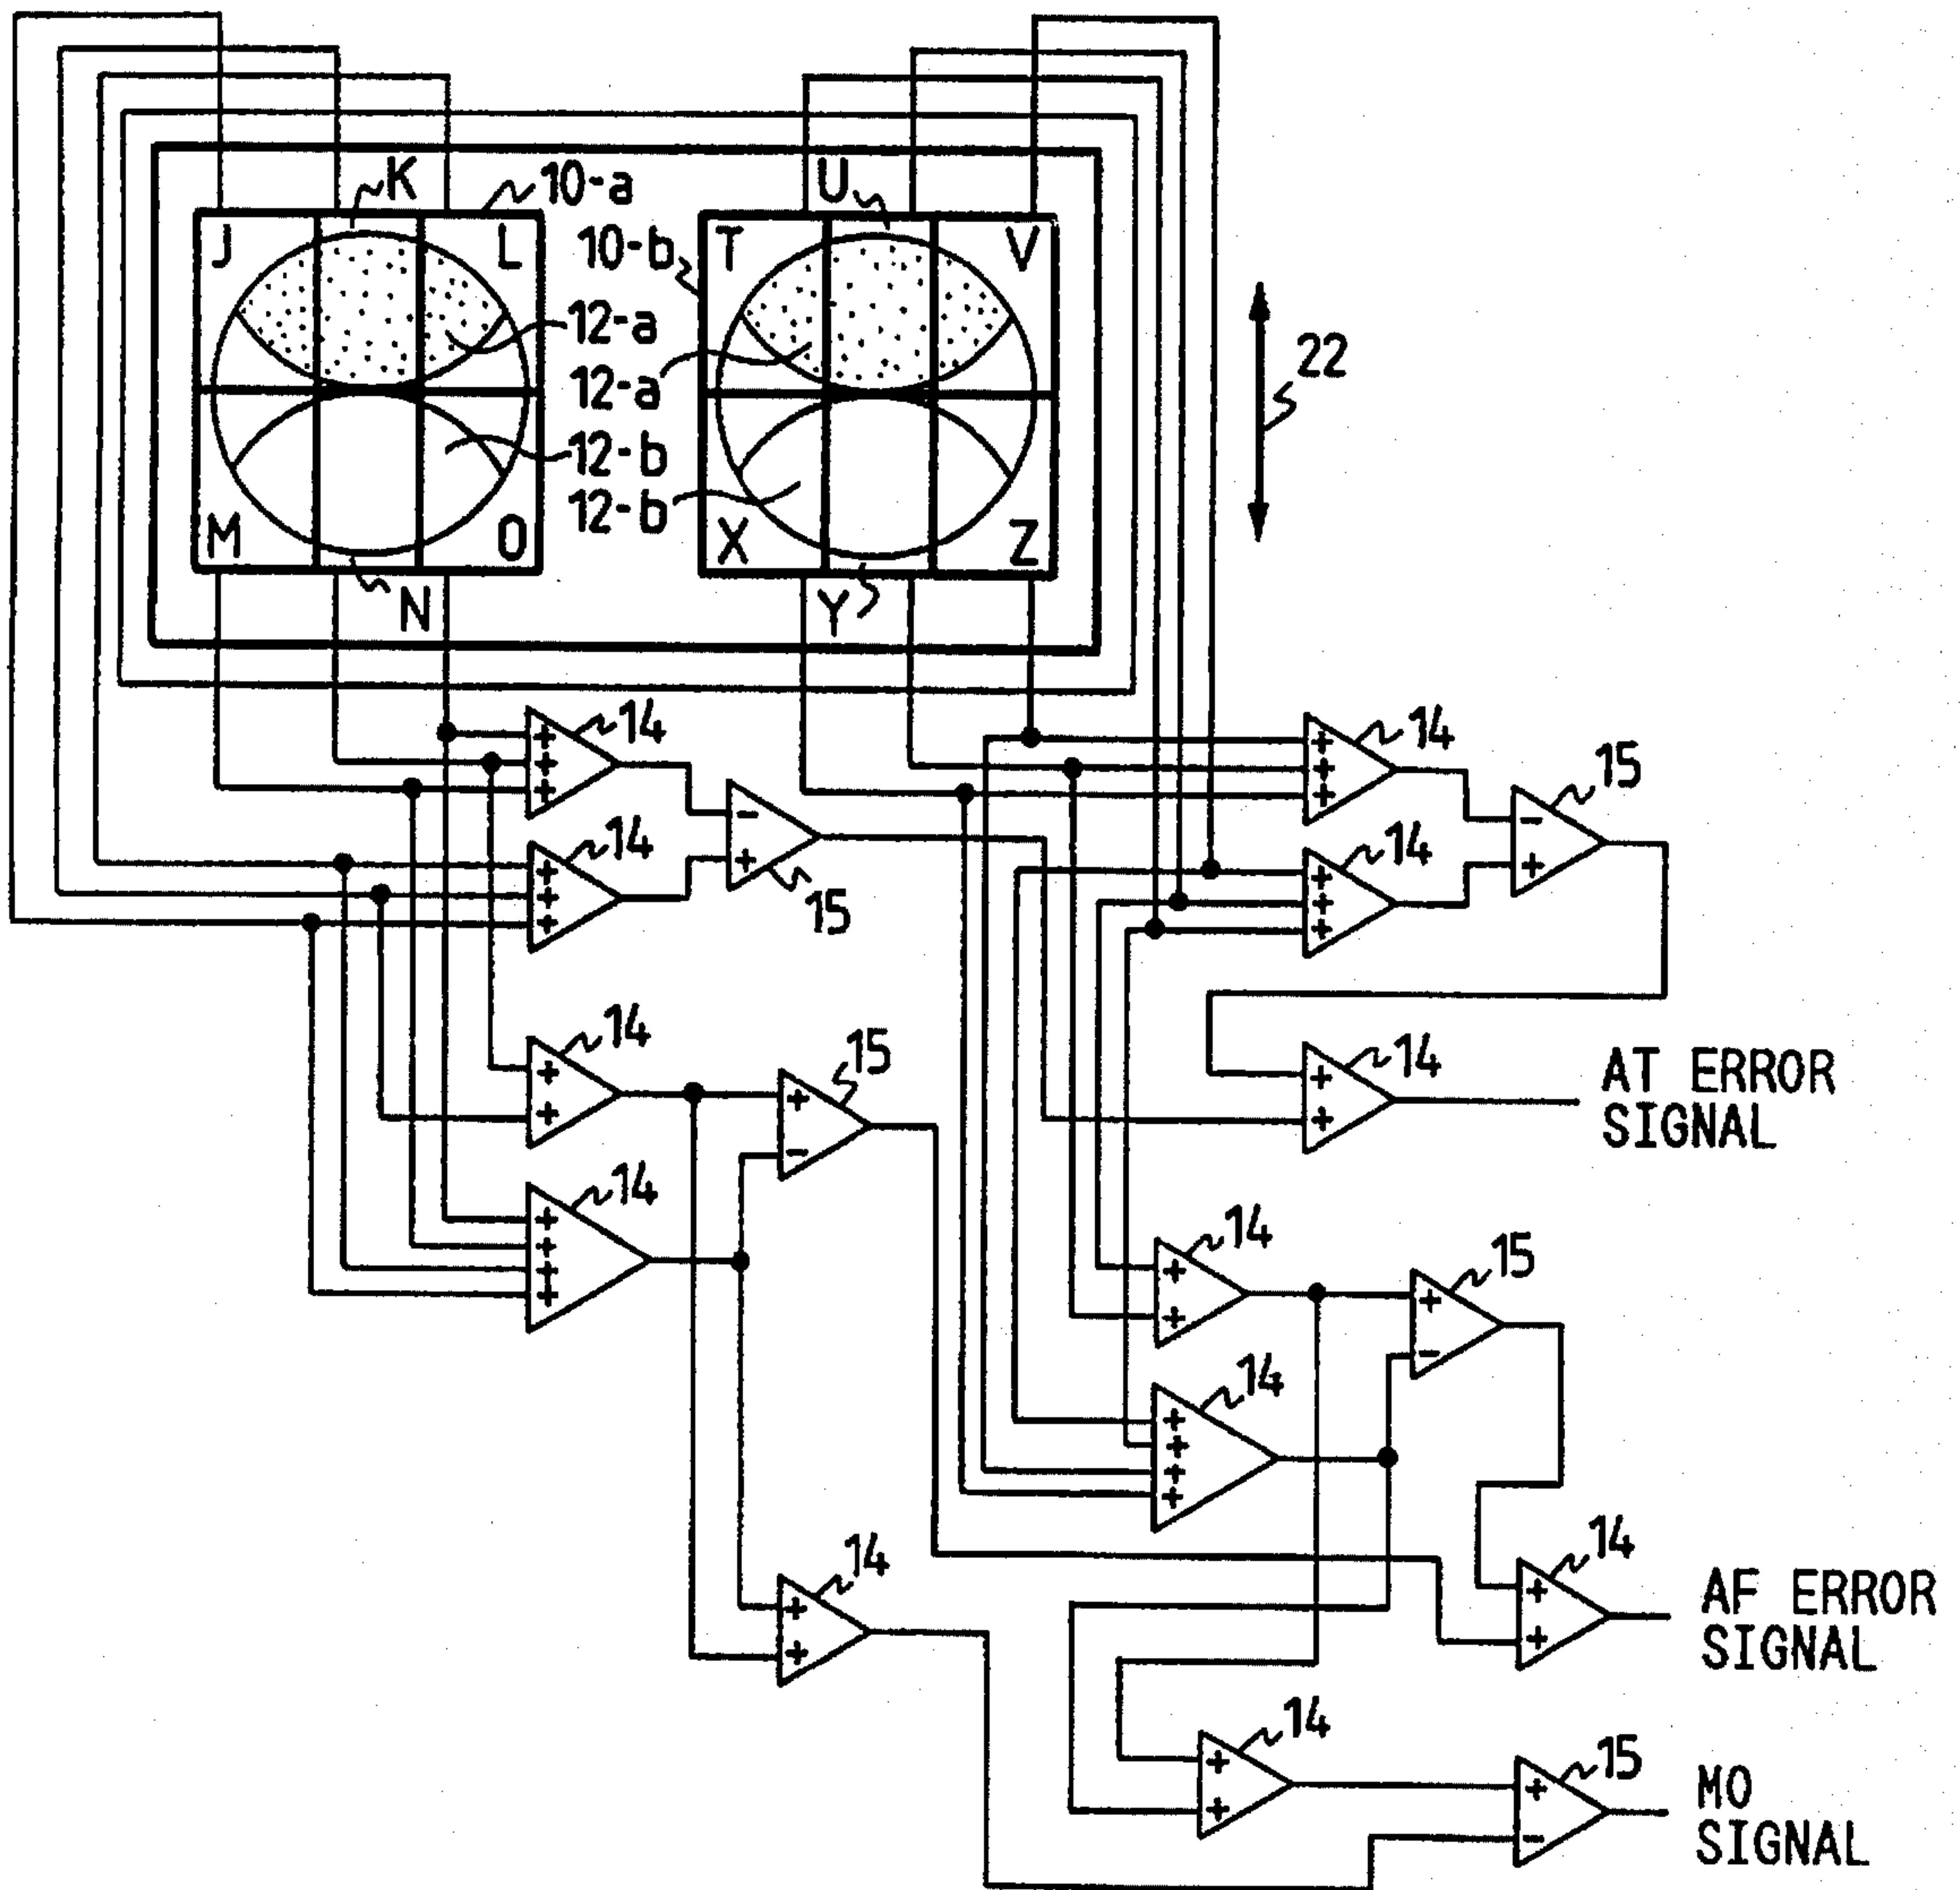 K
10-a
U
J
L
10-b
T
V
12-a
12-a
22
12-b
12-b
M
O
X
Z
N
Y
14
14
15
+
+
+
+
+
+
-
+
15
-
+
14
14
+
+
+
+
+
+
15
14
15
14
+
+
+
-
+
+
AT ERROR
SIGNAL
14
+
+
+
+
14
15
+
+
+
-
14
+
+
+
+
14
14
+
+
+
+
AF ERROR
SIGNAL
14
15
+
+
+
-
MO
SIGNAL